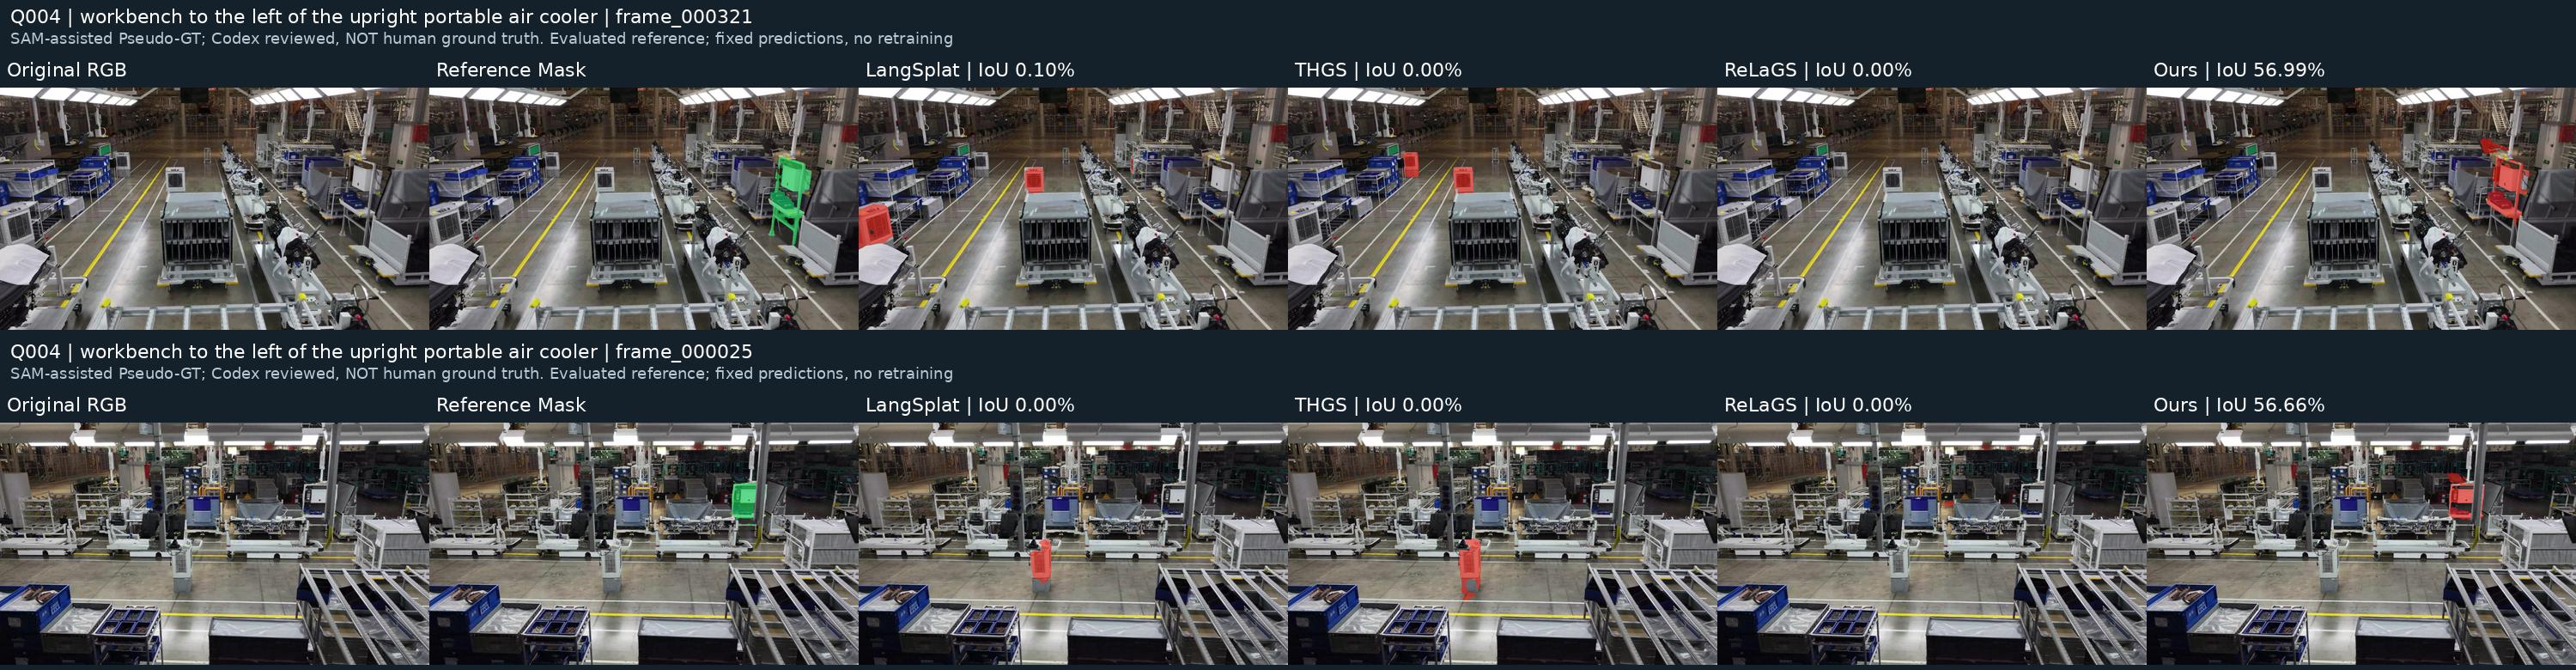 Q004 | workbench to the left of the upright portable air cooler | frame_000321
SAM-assisted Pseudo-GT; Codex reviewed, NOT human ground truth. Evaluated reference; fixed predictions, no retraining
Original RGB
Reference Mask
LangSplat | IoU 0.10%
THGS | IoU 0.00%
ReLaGS | IoU 0.00%
Ours | IoU 56.99%
Q004 | workbench to the left of the upright portable air cooler | frame_000025
SAM-assisted Pseudo-GT; Codex reviewed, NOT human ground truth. Evaluated reference; fixed predictions, no retraining
Original RGB
Reference Mask
LangSplat | IoU 0.00%
THGS | IoU 0.00%
ReLaGS | IoU 0.00%
Ours | IoU 56.66%